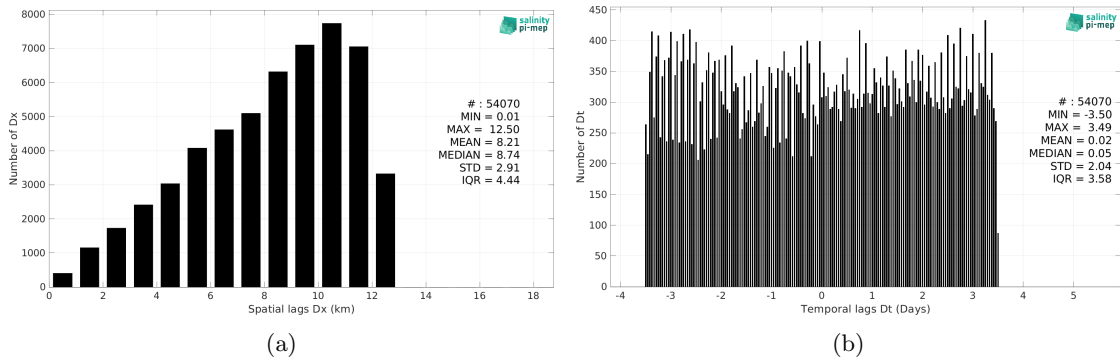 salinity
pi-mep
8000
7000
6000
5000
4000
3000
2000
1000
0
Number of Dx
# : 54070
MIN = 0.01
MAX = 12.50
MEAN = 8.21
MEDIAN = 8.74
STD = 2.91
IQR = 4.44
0 2 4 6 8 10 12 14 16 18
Spatial lags Dx (km)
(a)
salinity
pi-mep
450
400
350
300
250
200
150
100
50
0
Number of Dt
# : 54070
MIN = -3.50
MAX = 3.49
MEAN = 0.02
MEDIAN = 0.05
STD = 2.04
IQR = 3.58
-4 -3 -2 -1 0 1 2 3 4 5
Temporal lags Dt (Days)
(b)